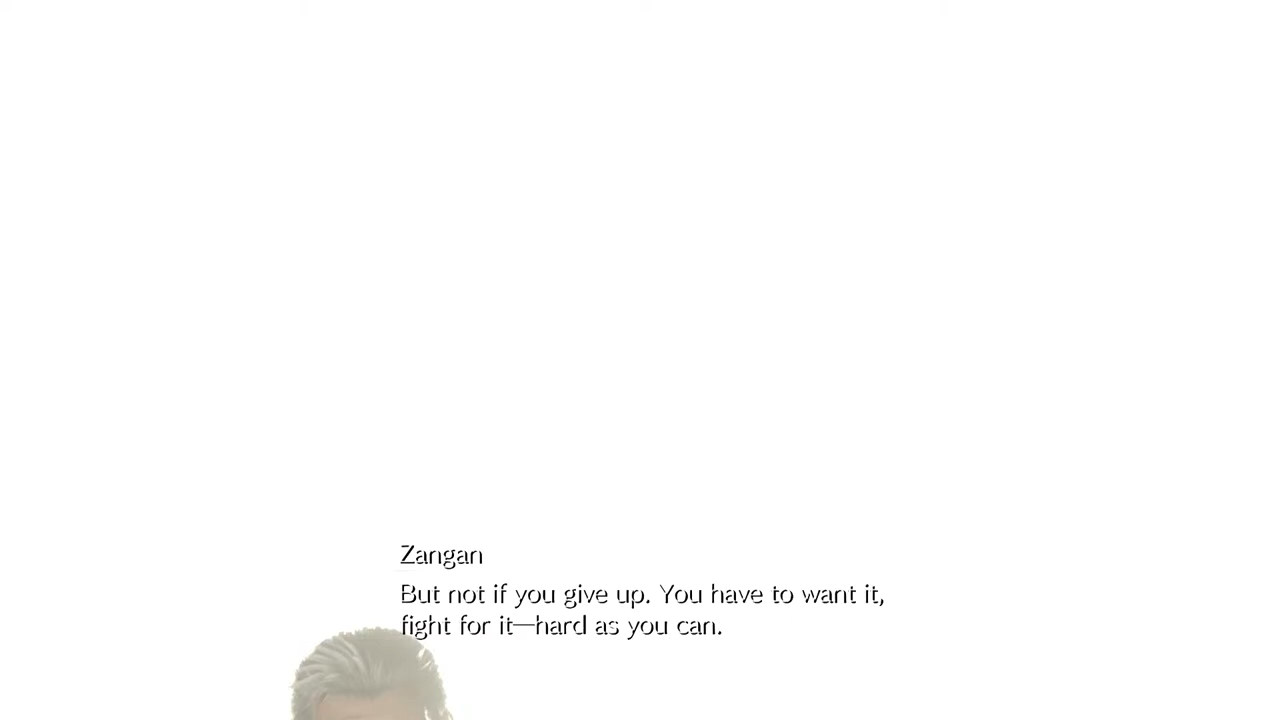 Zangan
But not if you give up. You have to want it,
fight for it—hard as you can.